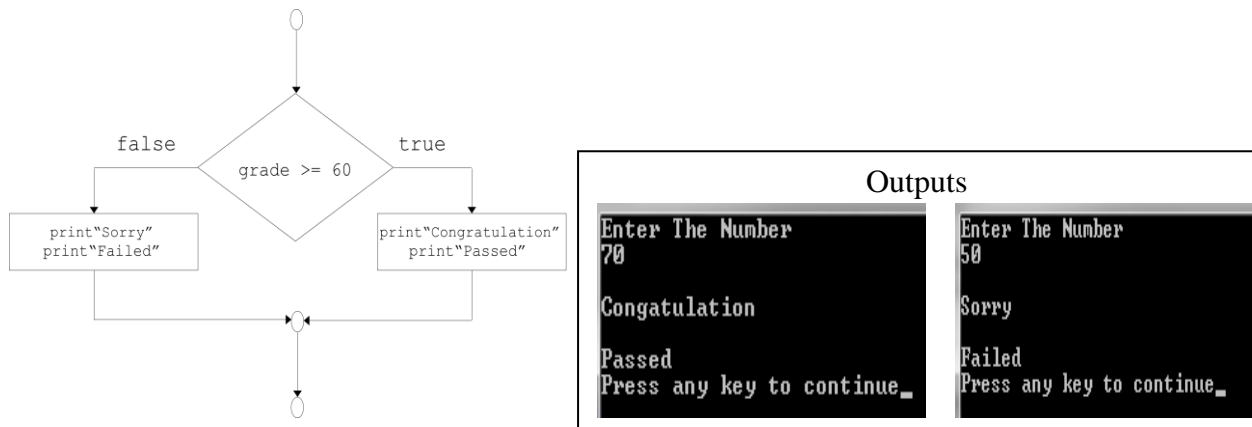 false
true
grade >= 60
print“Sorry”
print“Failed”
print“Congratulation”
print“Passed”
Outputs
Enter The Number
70
Congatulation
Passed
Press any key to continue_
Enter The Number
50
Sorry
Failed
Press any key to continue_